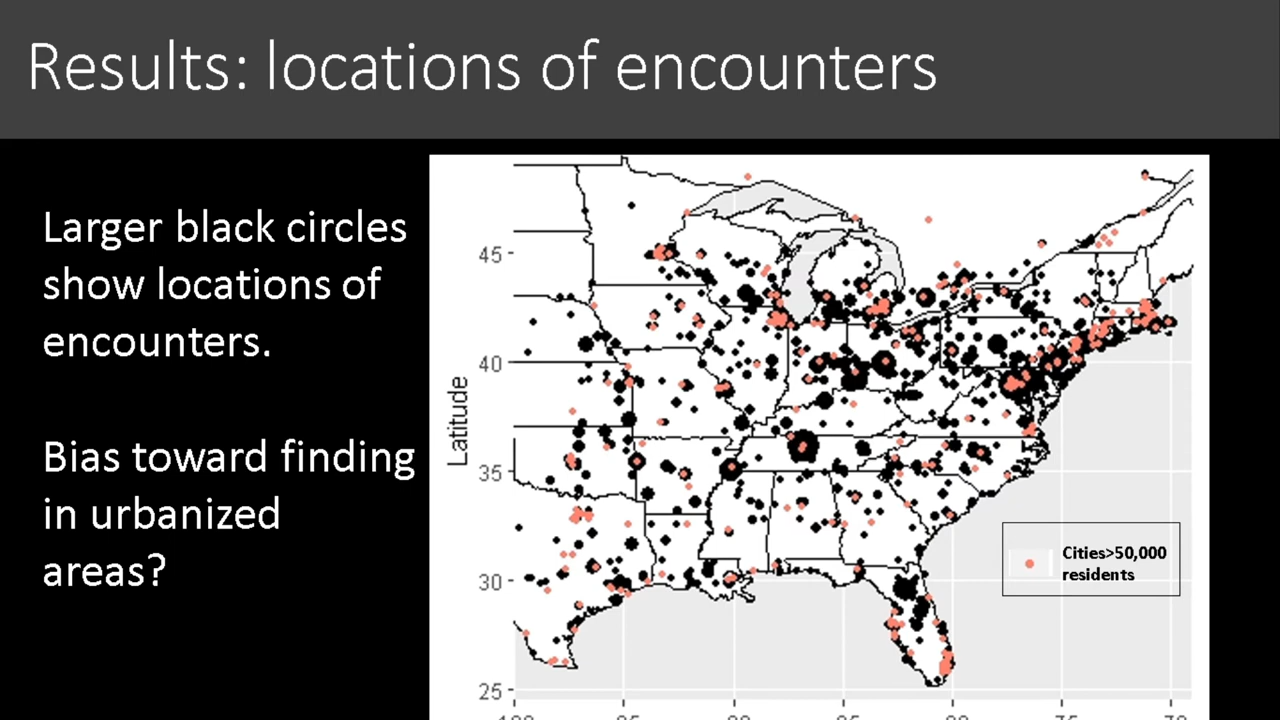 Results: locations of encounters
Larger black circles
show locations of
encounters.
Bias toward finding
in urbanized
areas?
Latitude
45
40
35
30
25
Cities>50,000
residents